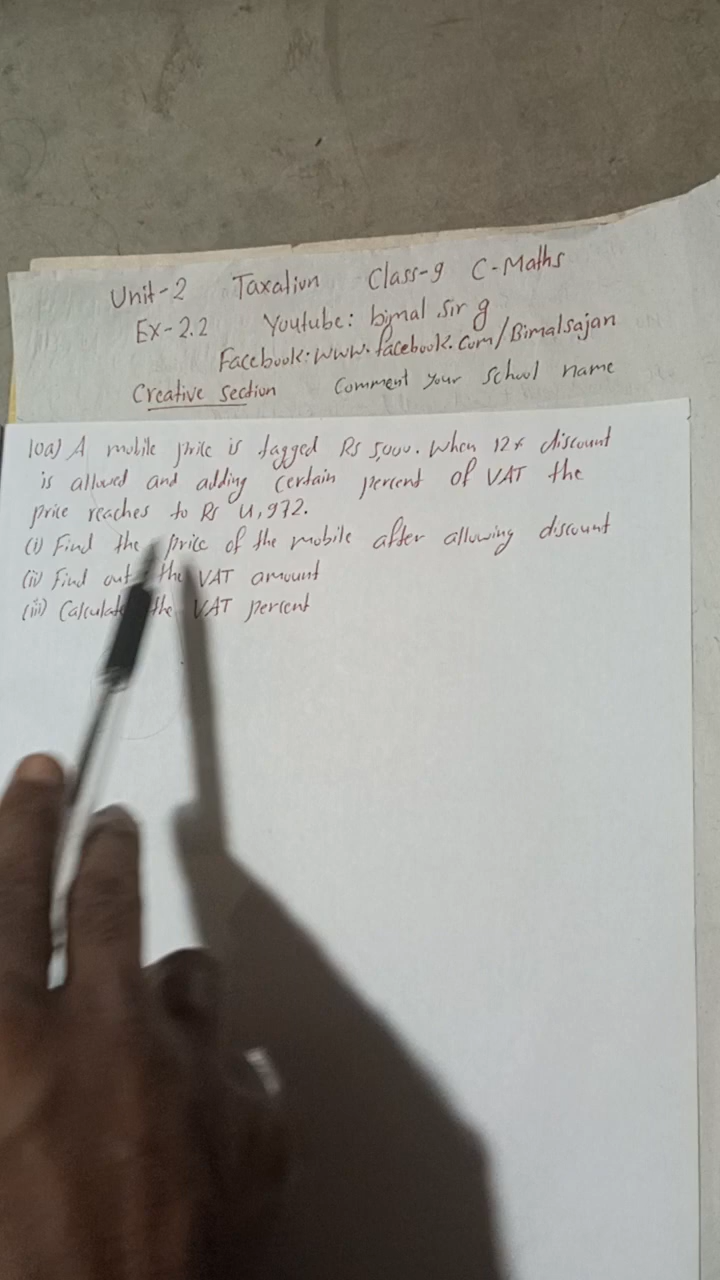 Unit-2 Taxation Class-9 C-Maths
Ex-2.2 Youtube: bimal sir g
Facebook: www.facebook.com/Bimalsajan
Creative section Comment your school name
10a) A mobile price is tagged Rs 5,000. When 12% discount
is allowed and adding certain percent of VAT the
price reaches to Rs 4,972.
(i) Find the price of the mobile after allowing discount
(ii) Find out the VAT amount
(iii) Calculate the VAT percent